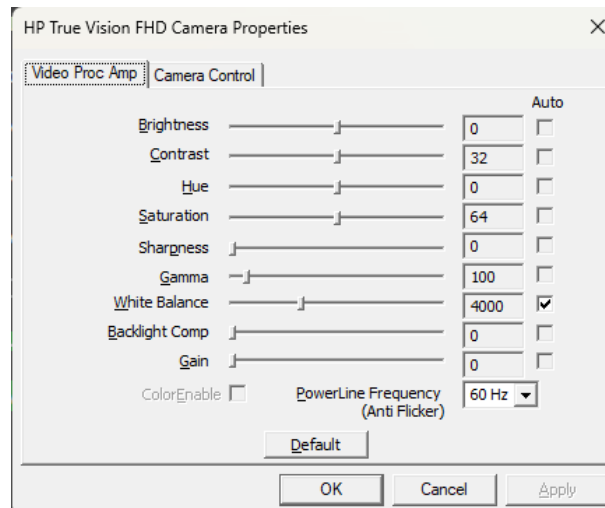 HP True Vision FHD Camera Properties
Video Proc Amp
Camera Control
Auto
Brightness 0
Contrast 32
Hue 0
Saturation 64
Sharpness 0
Gamma 100
White Balance 4000
Backlight Comp 0
Gain 0
ColorEnable PowerLine Frequency 60 Hz
(Anti Flicker)
Default
OK Cancel Apply